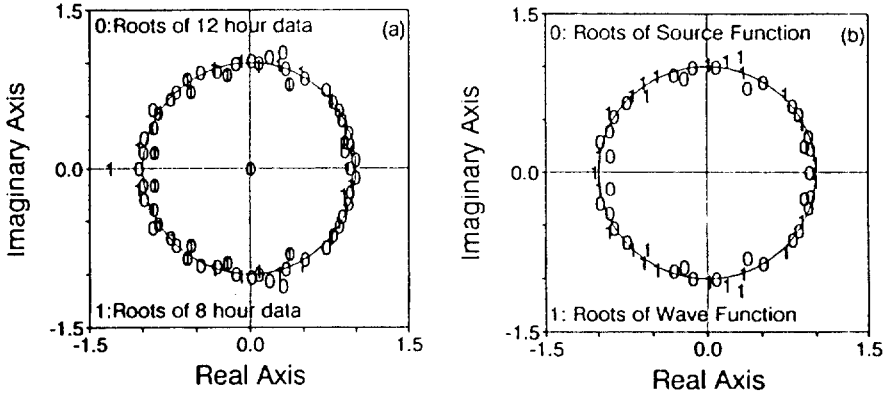 1.5
0:Roots of 12 hour data (a)
Imaginary Axis
0.0
1:Roots of 8 hour data
-1.5
-1.5 0.0 1.5
Real Axis
1.5
0: Roots of Source Function (b)
Imaginary Axis
0.0
1: Roots of Wave Function
-1.5
-1.5 0.0 1.5
Real Axis